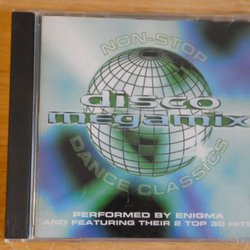 NON-STOP
disco
megamix
DANCE CLASSICS
PERFORMED BY ENIGMA
AND FEATURING THEIR 2 TOP 30 HITS